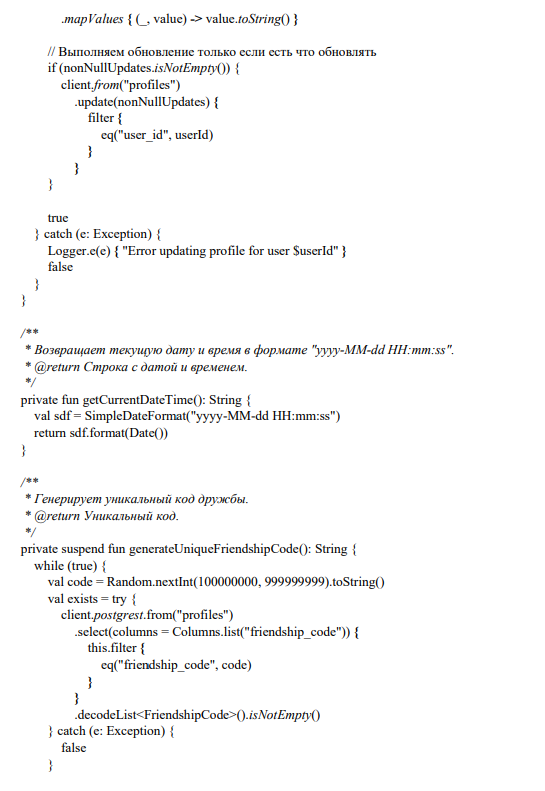 .mapValues { (_, value) -> value.toString() }
// Выполняем обновление только если есть что обновлять
if (nonNullUpdates.isNotEmpty()) {
client.from("profiles")
.update(nonNullUpdates) {
filter {
eq("user_id", userId)
}
}
}
true
} catch (e: Exception) {
Logger.e(e) { "Error updating profile for user $userId" }
false
}
}
/**
* Возвращает текущую дату и время в формате "yyyy-MM-dd HH:mm:ss".
* @return Строка с датой и временем.
*/
private fun getCurrentDateTime(): String {
val sdf = SimpleDateFormat("yyyy-MM-dd HH:mm:ss")
return sdf.format(Date())
}
/**
* Генерирует уникальный код дружбы.
* @return Уникальный код.
*/
private suspend fun generateUniqueFriendshipCode(): String {
while (true) {
val code = Random.nextInt(100000000, 999999999).toString()
val exists = try {
client.postgrest.from("profiles")
.select(columns = Columns.list("friendship_code")) {
this.filter {
eq("friendship_code", code)
}
}
.decodeList<FriendshipCode>().isNotEmpty()
} catch (e: Exception) {
false
}